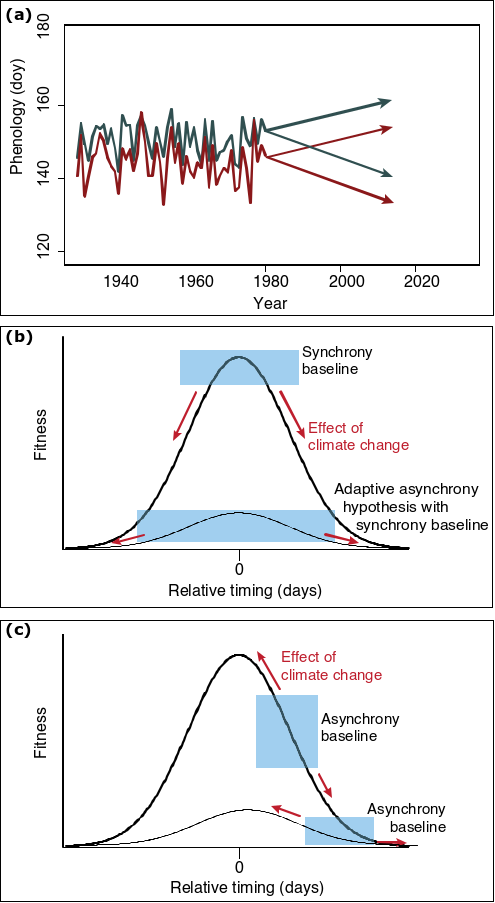 (a)
Phenology (doy)
180
160
140
120
1940 1960 1980 2000 2020
Year
(b)
Fitness
Synchrony
baseline
Effect of
climate change
Adaptive asynchrony
hypothesis with
synchrony baseline
0
Relative timing (days)
(c)
Fitness
Effect of
climate change
Asynchrony
baseline
Asynchrony
baseline
0
Relative timing (days)